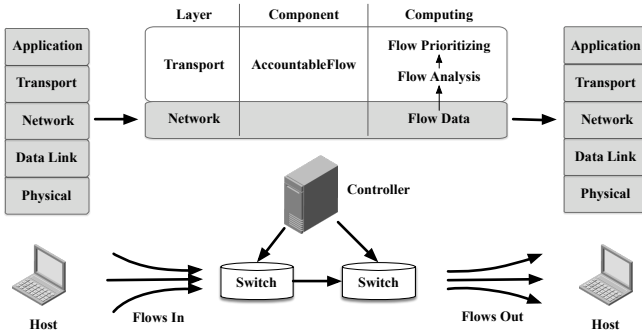 Layer Component Computing
Application
Transport
Network
Data Link
Physical
Transport AccountableFlow Flow Prioritizing
Flow Analysis
Network Flow Data
Application
Transport
Network
Data Link
Physical
Controller
Switch Switch
Host Flows In Flows Out Host